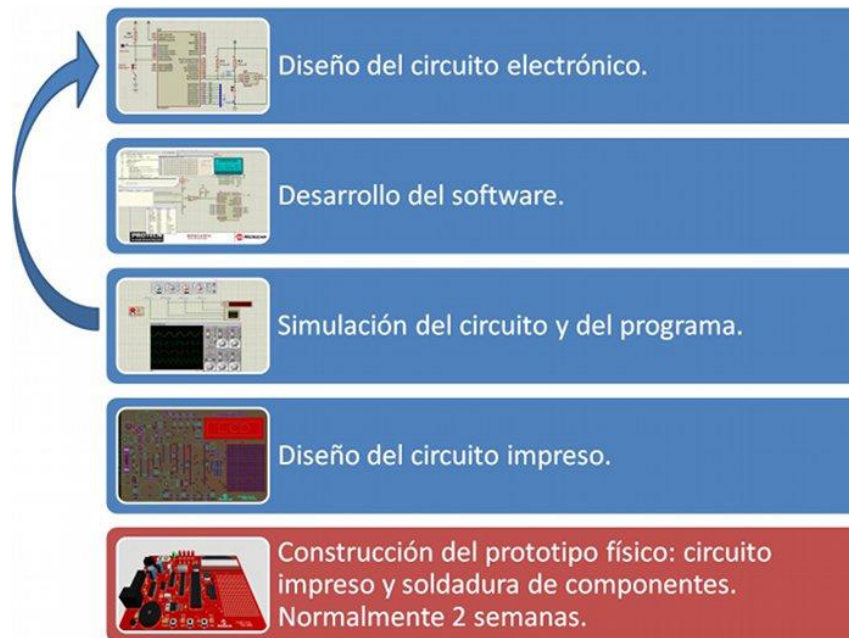 Diseño del circuito electrónico.
Desarrollo del software.
Simulación del circuito y del programa.
Diseño del circuito impreso.
Construcción del prototipo físico: circuito
impreso y soldadura de componentes.
Normalmente 2 semanas.